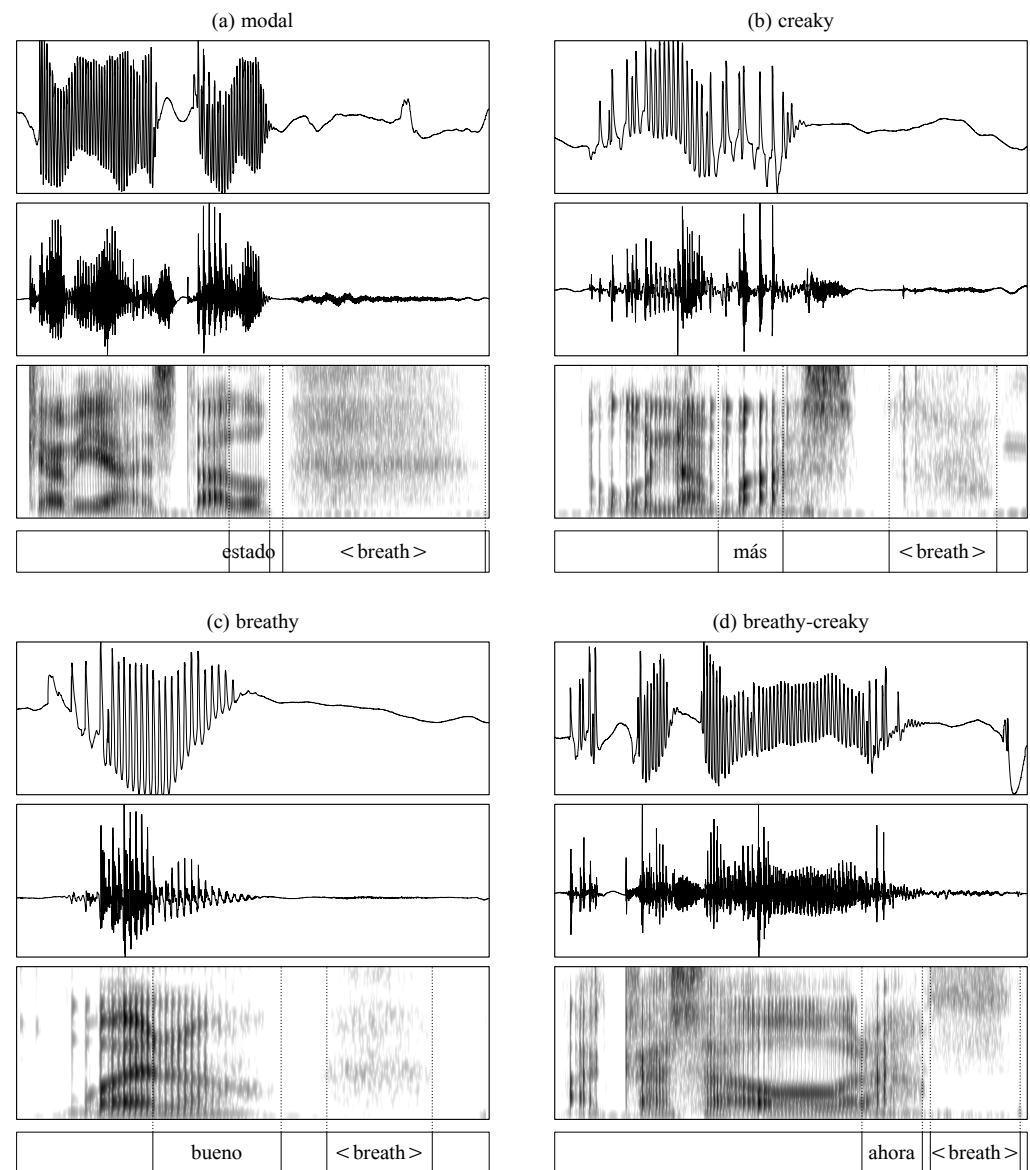 (a) modal
(b) creaky
estado
<breath>
más
<breath>
(c) breathy
(d) breathy-creaky
bueno
<breath>
ahora
<breath>